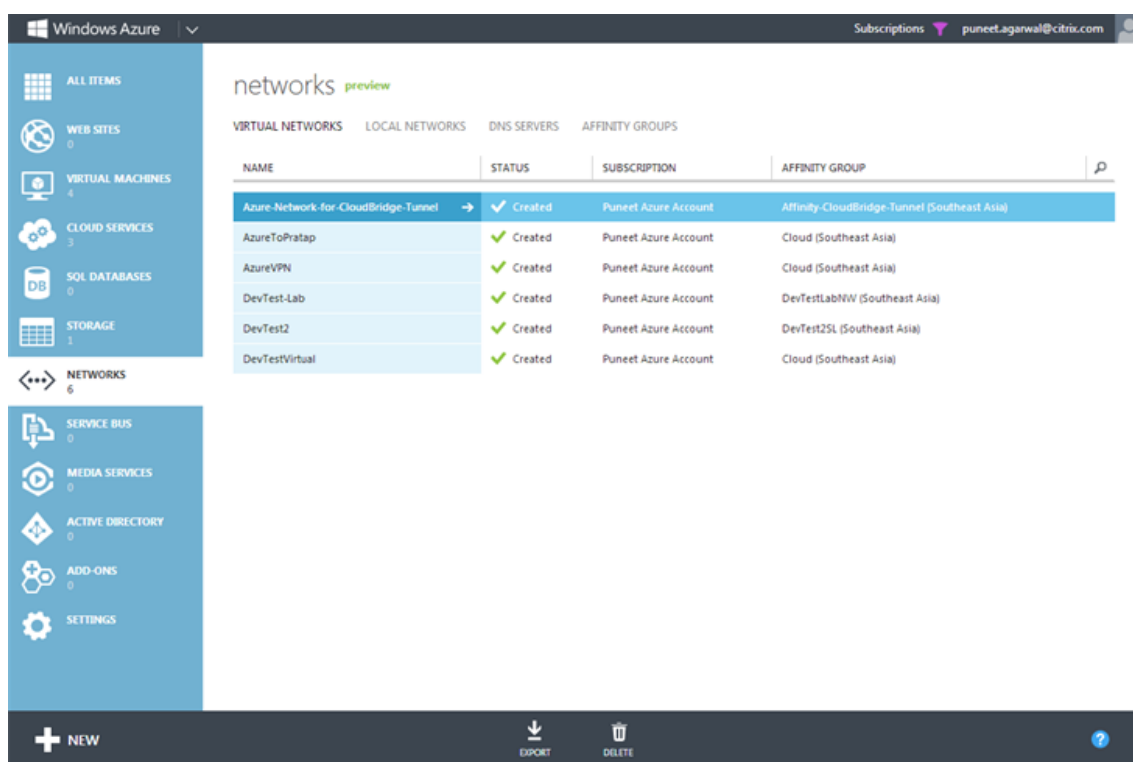 Windows Azure
Subscriptions puneet.agarwal@citrix.com
ALL ITEMS
WEB SITES
0
VIRTUAL MACHINES
4
CLOUD SERVICES
3
DB
SQL DATABASES
0
STORAGE
1
NETWORKS
6
SERVICE BUS
0
MEDIA SERVICES
0
ACTIVE DIRECTORY
0
ADD-ONS
0
SETTINGS
networks preview
VIRTUAL NETWORKS LOCAL NETWORKS DNS SERVERS AFFINITY GROUPS
NAME STATUS SUBSCRIPTION AFFINITY GROUP
Azure-Network-for-CloudBridge-Tunnel Created Puneet Azure Account Affinity-CloudBridge-Tunnel (Southeast Asia)
AzureToPratap Created Puneet Azure Account Cloud (Southeast Asia)
AzureVPN Created Puneet Azure Account Cloud (Southeast Asia)
DevTest-Lab Created Puneet Azure Account DevTestLabNW (Southeast Asia)
DevTest2 Created Puneet Azure Account DevTest2SL (Southeast Asia)
DevTestVirtual Created Puneet Azure Account Cloud (Southeast Asia)
NEW
EXPORT DELETE
?